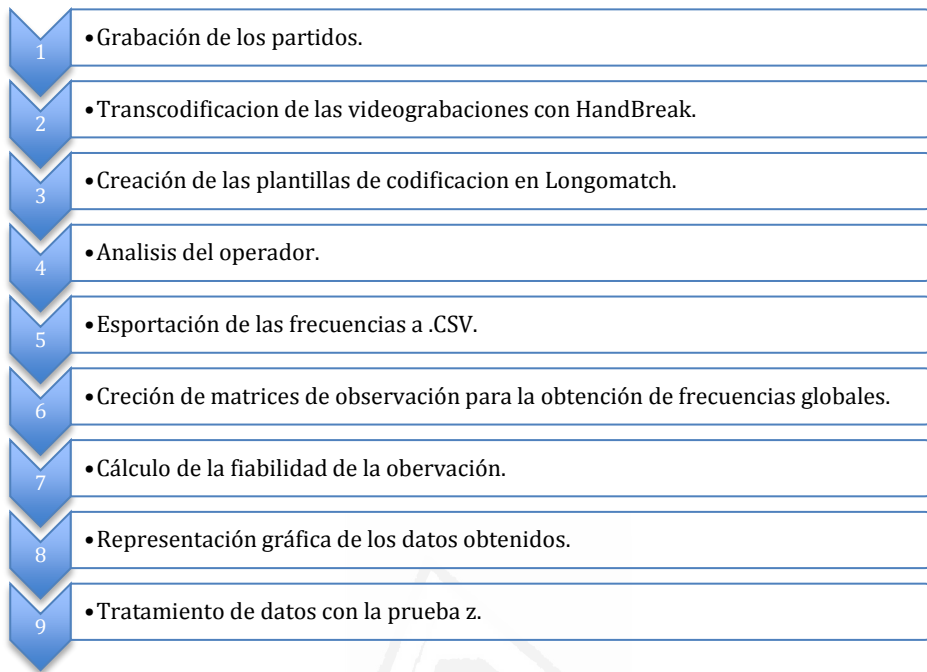 1 •Grabación de los partidos.
2 •Transcodificacion de las videograbaciones con HandBreak.
3 •Creación de las plantillas de codificacion en Longomatch.
4 •Analisis del operador.
5 •Esportación de las frecuencias a .CSV.
6 •Creción de matrices de observación para la obtención de frecuencias globales.
7 •Cálculo de la fiabilidad de la obervación.
8 •Representación gráfica de los datos obtenidos.
9 •Tratamiento de datos con la prueba z.